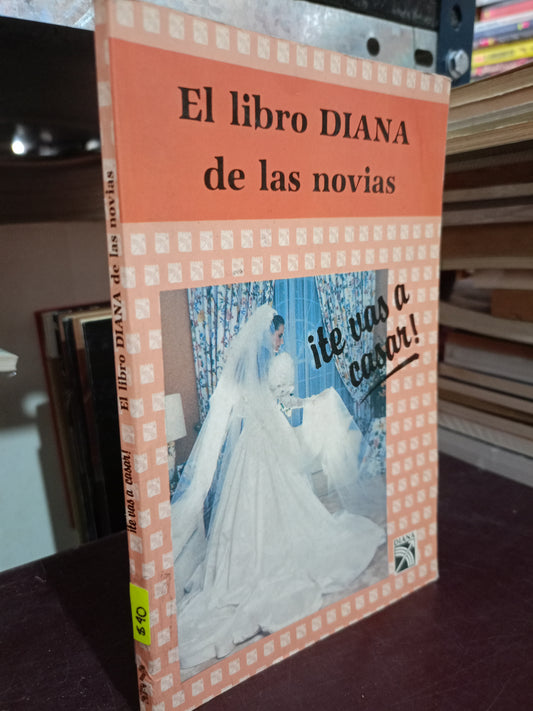 El libro DIANA
de las novias
¡te vas a
casar!
DIANA
El libro DIANA de las novias
¡te vas a casar!
$ 40